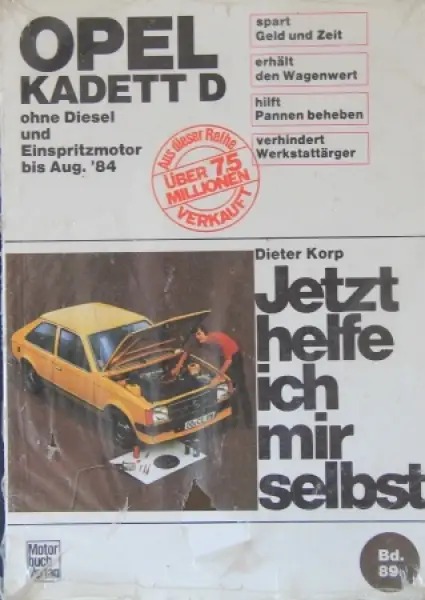 OPEL
KADETT D
ohne Diesel
und
Einspritzmotor
bis Aug. '84
spart
Geld und Zeit
erhält
den Wagenwert
hilft
Pannen beheben
verhindert
Werkstattärger
Aus dieser Reihe
ÜBER 75
MILLIONEN
VERKAUFT
Dieter Korp
Jetzt
helfe
ich
mir
selbst
Motor
buch
Verlag
Bd.
89